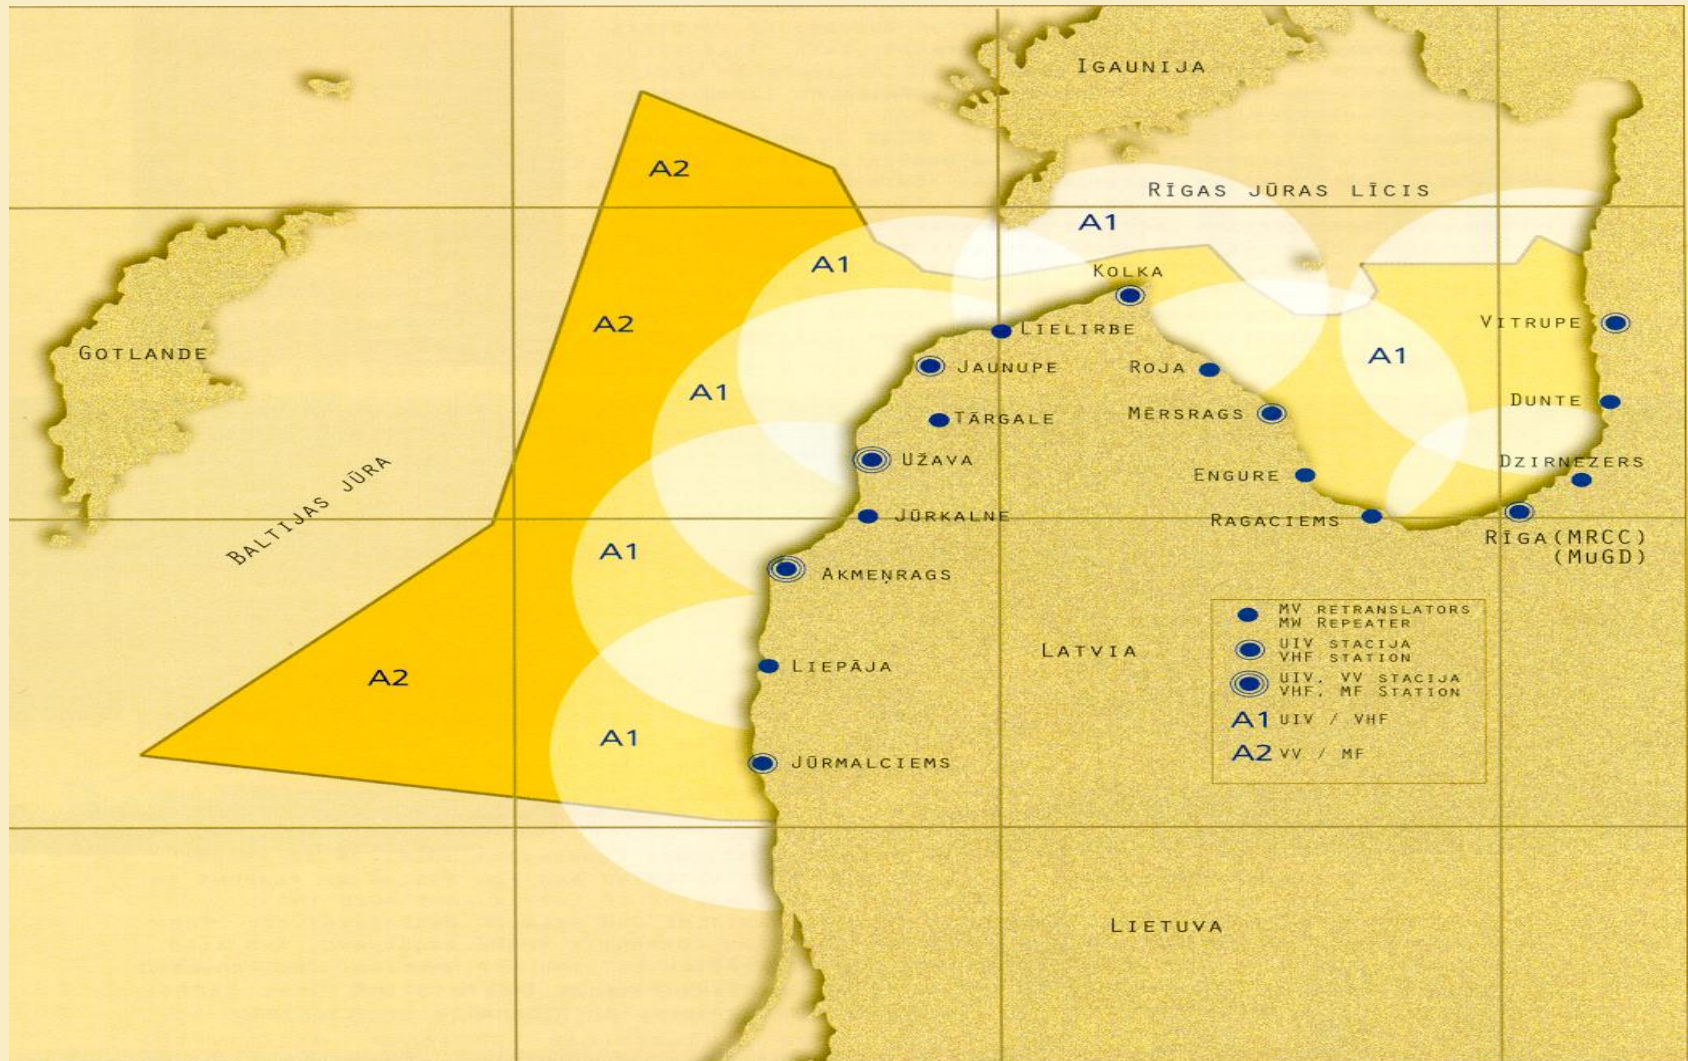 IGAUNIJA
A2
RĪGAS JŪRAS LĪCIS
A1
A1
KOLKA
A2
LIELIRBE
VITRUPE
GOTLANDE
A1
JAUNUPE
ROJA
A1
DUNTE
MĒRSRAGS
TĀRGALE
UŽAVA
DZIRNEZERS
BALTIJAS JŪRA
ENGURE
JŪRKALNE
RAGACIEMS
RĪGA(MRCC)
(MUGD)
A1
AKMEŅRAGS
LIEPĀJA
LATVIA
A2
A1
JŪRMALCIEMS
MV RETRANSLATORS
MW REPEATER
UIV STACIJA
VHF STATION
UIV, VV STACIJA
VHF, MF STATION
A1 UIV / VHF
A2 VV / MF
LIETUVA